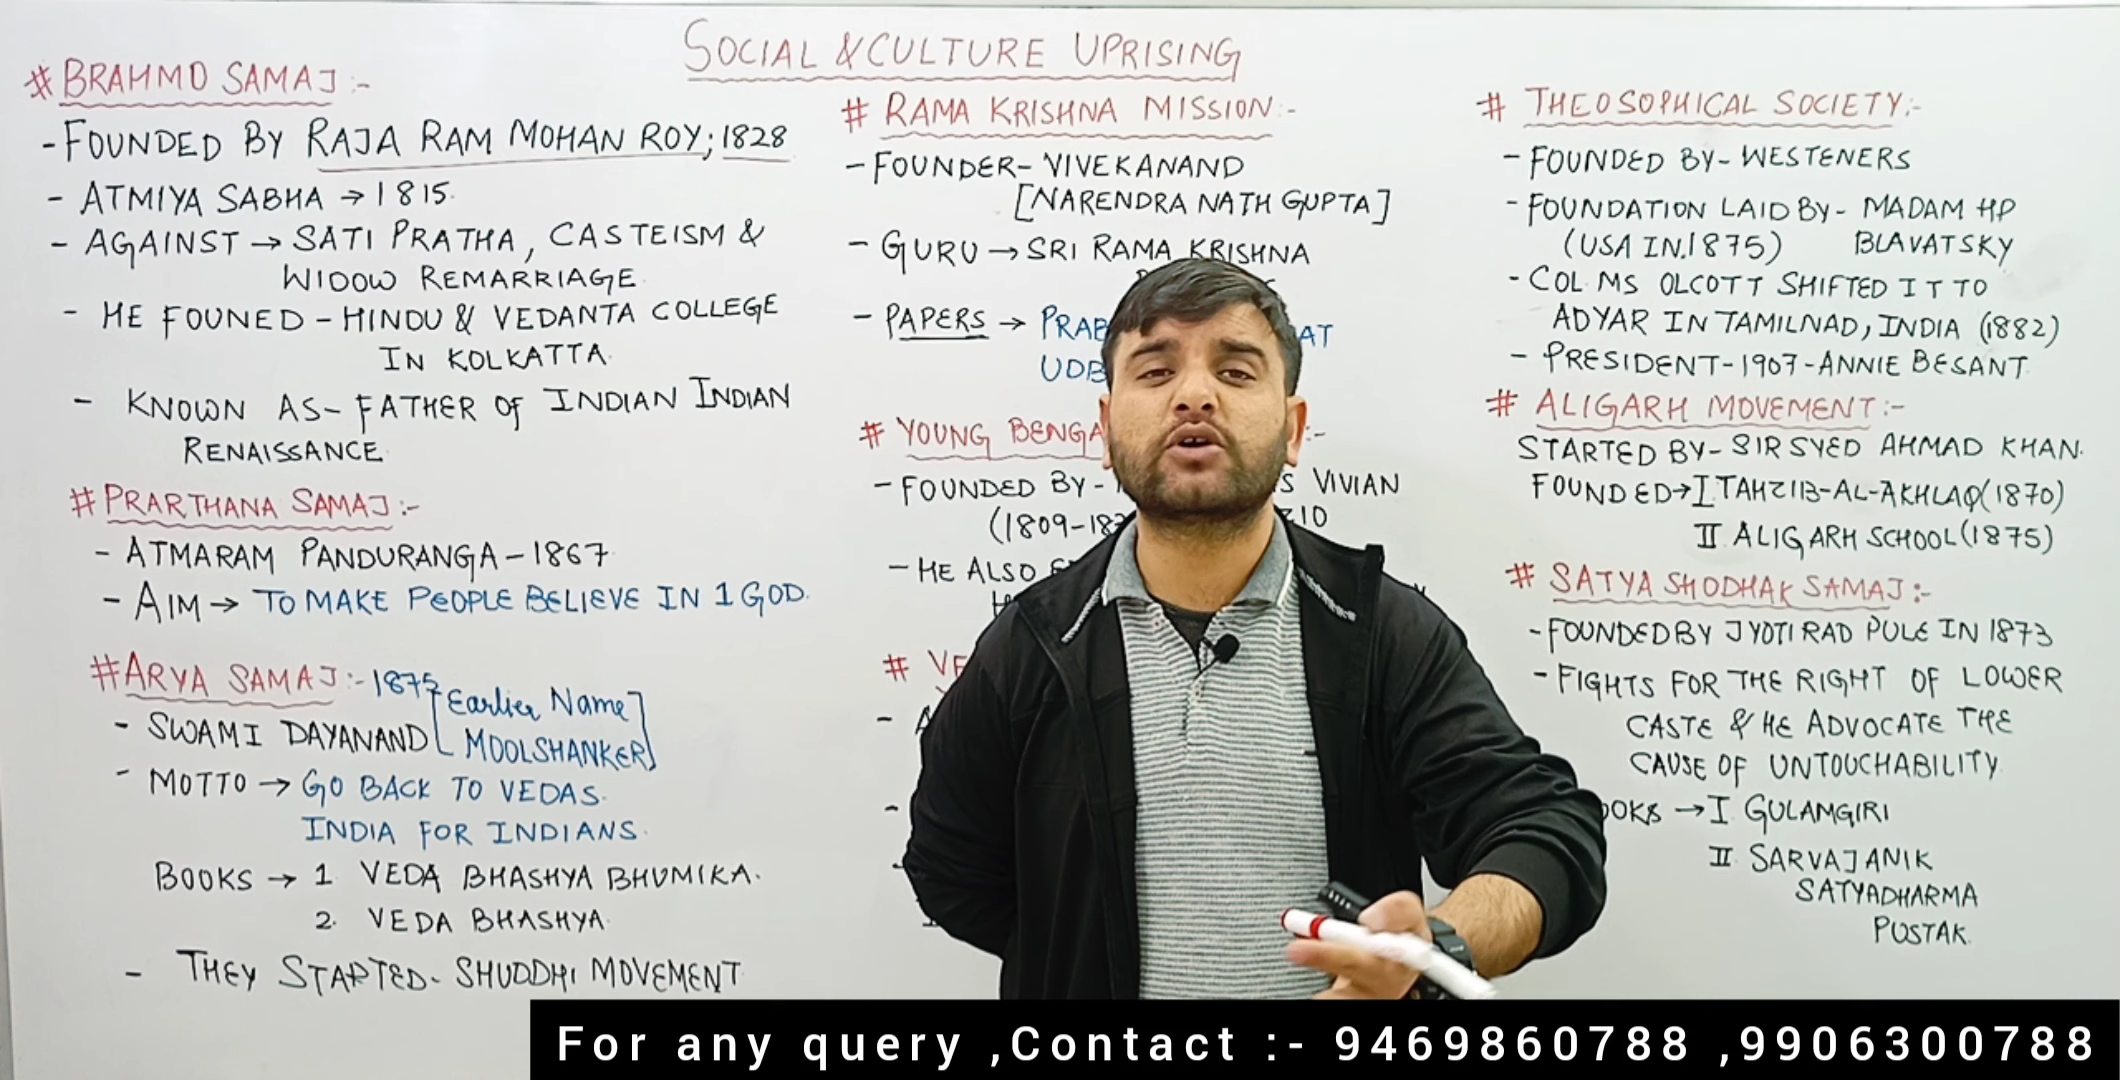 SOCIAL & CULTURE UPRISING
# BRAHMO SAMAJ :-
- FOUNDED BY RAJA RAM MOHAN ROY; 1828
- ATMIYA SABHA → 1815.
- AGAINST → SATI PRATHA, CASTEISM &
WIDOW REMARRIAGE.
- HE FOUNED - HINDU & VEDANTA COLLEGE
IN KOLKATTA.
- KNOWN AS - FATHER OF INDIAN INDIAN
RENAISSANCE.
# PRARTHANA SAMAJ :-
- ATMARAM PANDURANGA - 1867
- AIM → TO MAKE PEOPLE BELIEVE IN 1 GOD.
# ARYA SAMAJ :- 1875
- SWAMI DAYANAND [Earlier Name
MOOLSHANKER]
- MOTTO → GO BACK TO VEDAS.
INDIA FOR INDIANS.
BOOKS → 1 VEDA BHASHYA BHUMIKA.
2. VEDA BHASHYA.
- THEY STARTED - SHUDDHI MOVEMENT
# RAMA KRISHNA MISSION :-
- FOUNDER - VIVEKANAND
[NARENDRA NATH GUPTA]
- GURU → SRI RAMA KRISHNA
- PAPERS →
# YOUNG
- FOUNDED BY - VIVIAN
- HE ALSO
#
# THEOSOPHICAL SOCIETY :-
- FOUNDED BY - WESTENERS
- FOUNDATION LAID BY - MADAM HP
(USA IN.1875) BLAVATSKY
- COL MS OLCOTT SHIFTED IT TO
ADYAR IN TAMILNAD, INDIA (1882)
- PRESIDENT - 1907 - ANNIE BESANT.
# ALIGARH MOVEMENT :-
STARTED BY - SIR SYED AHMAD KHAN.
FOUNDED → I. TAHZIB-AL-AKHLAQ (1870)
II. ALIGARH SCHOOL (1875)
# SATYA SHODHAK SAMAJ :-
- FOUNDED BY JYOTI RAD PULE IN 1873
- FIGHTS FOR THE RIGHT OF LOWER
CASTE & HE ADVOCATE THE
CAUSE OF UNTOUCHABILITY.
→ I GULAMGIRI
II SARVAJANIK
SATYADHARMA
PUSTAK.
For any query ,Contact :- 9469860788 ,9906300788